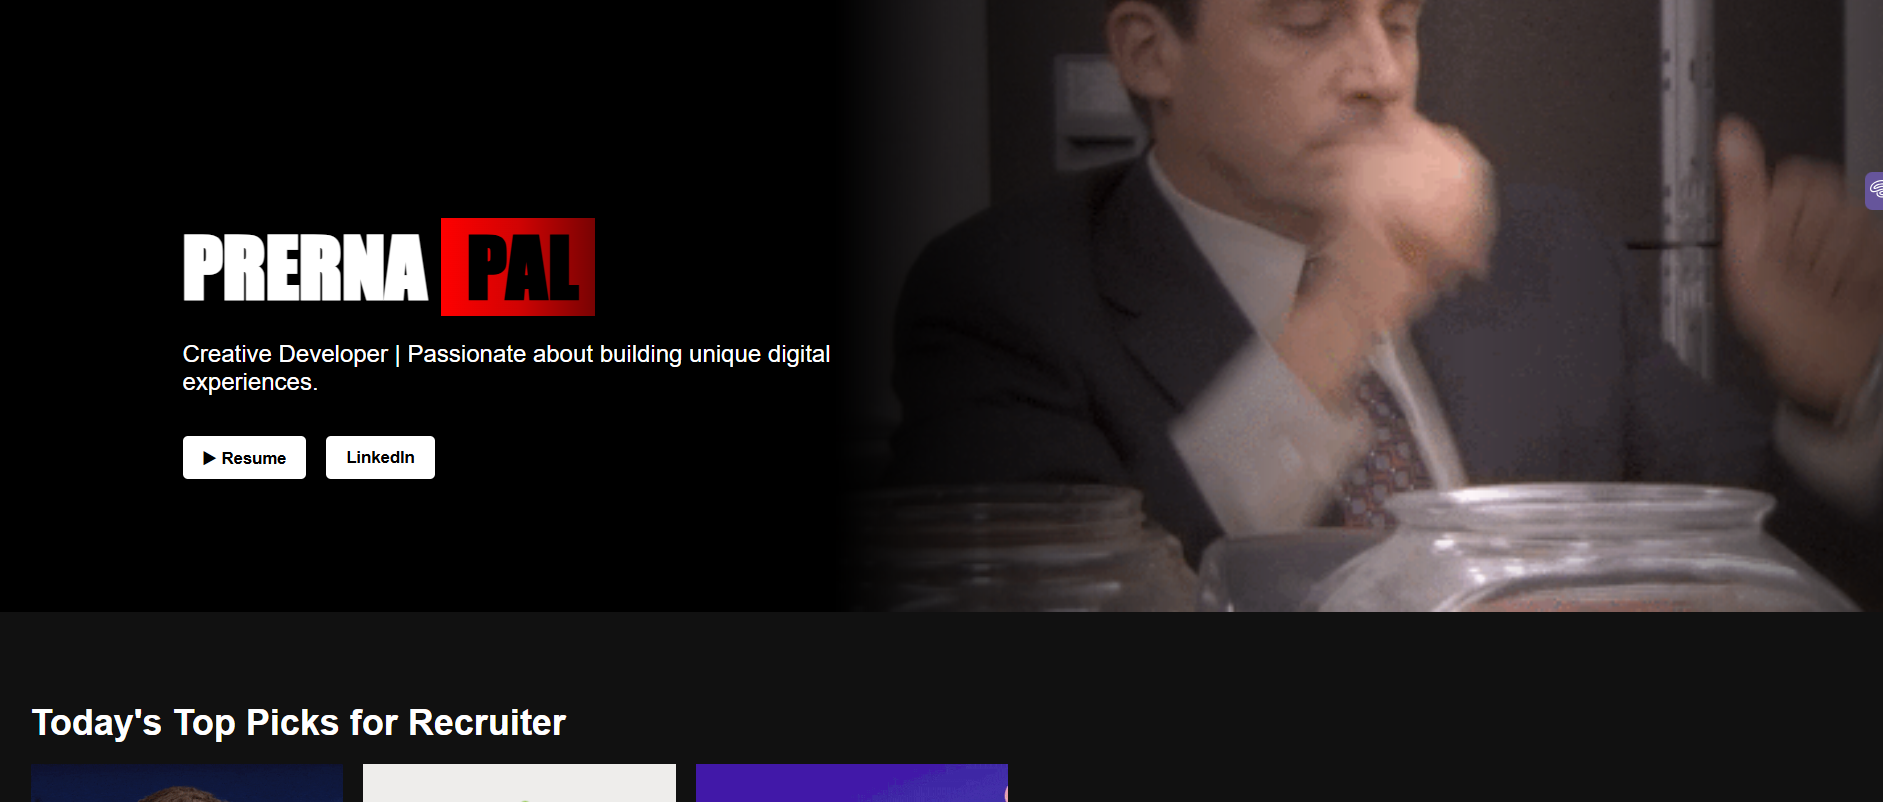 PRERNA PAL
Creative Developer | Passionate about building unique digital
experiences.
Resume
LinkedIn
Today's Top Picks for Recruiter